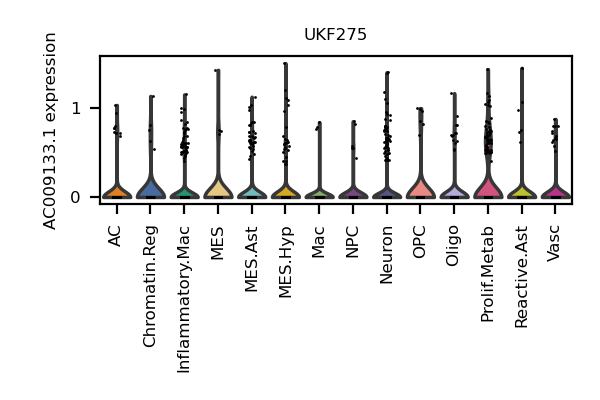 UKF275
AC009133.1 expression
1
0
AC
Chromatin.Reg
Inflammatory.Mac
MES
MES.Ast
MES.Hyp
Mac
NPC
Neuron
OPC
Oligo
Prolif.Metab
Reactive.Ast
Vasc